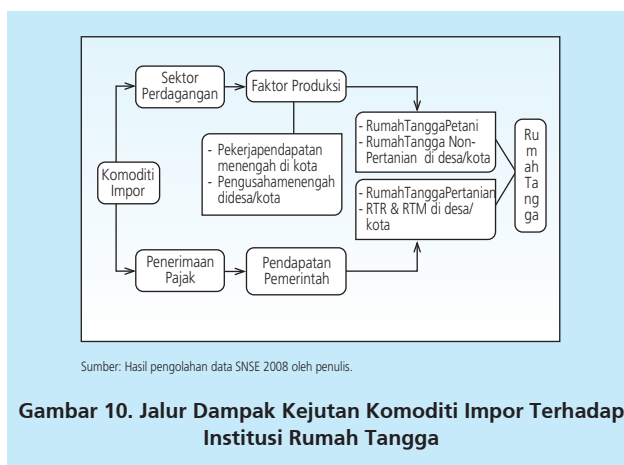 Sektor
Perdagangan
Faktor Produksi
- RumahTanggaPetani
- RumahTangga Non-
Pertanian di desa/kota
- Pekerjapendapatan
menengah di kota
- Pengusahamenengah
didesa/kota
Komoditi
Impor
- RumahTanggaPertanian
- RTR & RTM di desa/
kota
Ru
m
ah
Ta
ng
ga
Penerimaan
Pajak
Pendapatan
Pemerintah
Sumber: Hasil pengolahan data SNSE 2008 oleh penulis.
Gambar 10. Jalur Dampak Kejutan Komoditi Impor Terhadap
Institusi Rumah Tangga